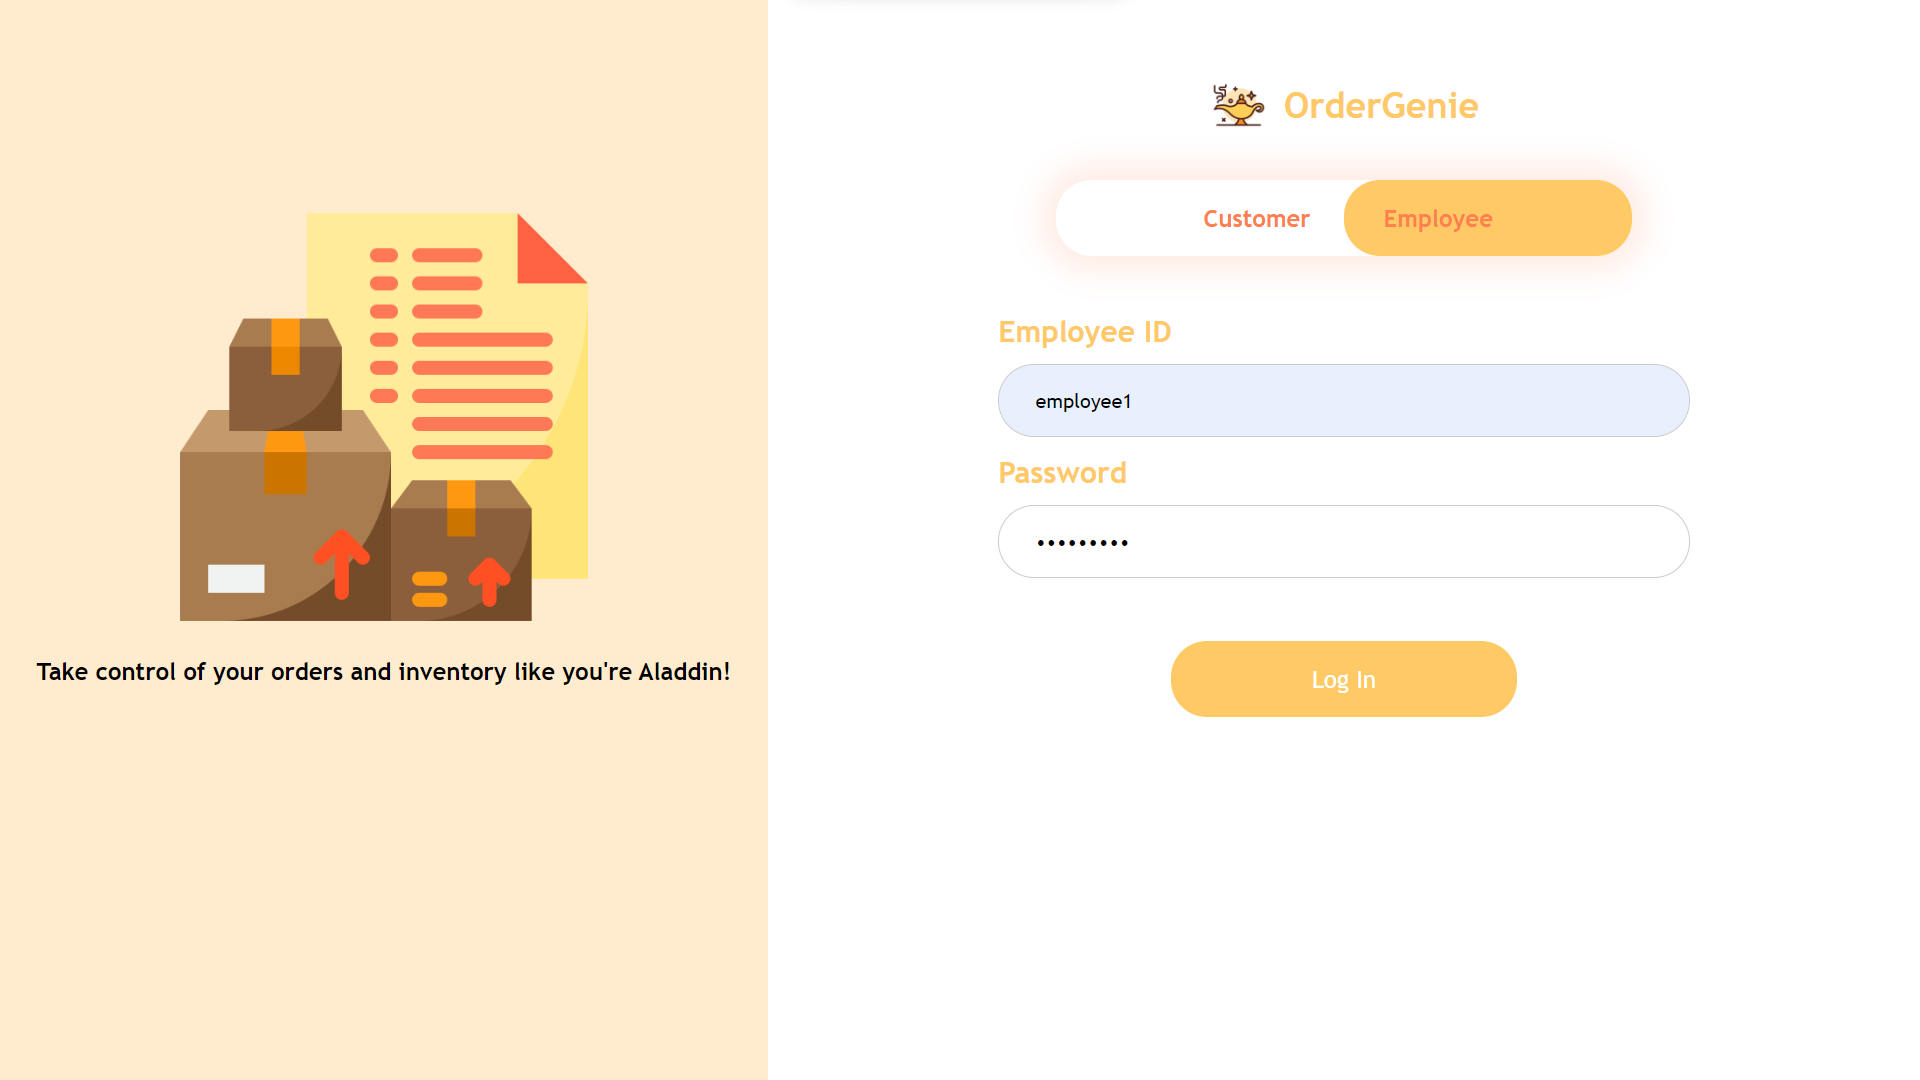 OrderGenie
Customer Employee
Employee ID
employee1
Password
•••••••••
Log In
Take control of your orders and inventory like you're Aladdin!